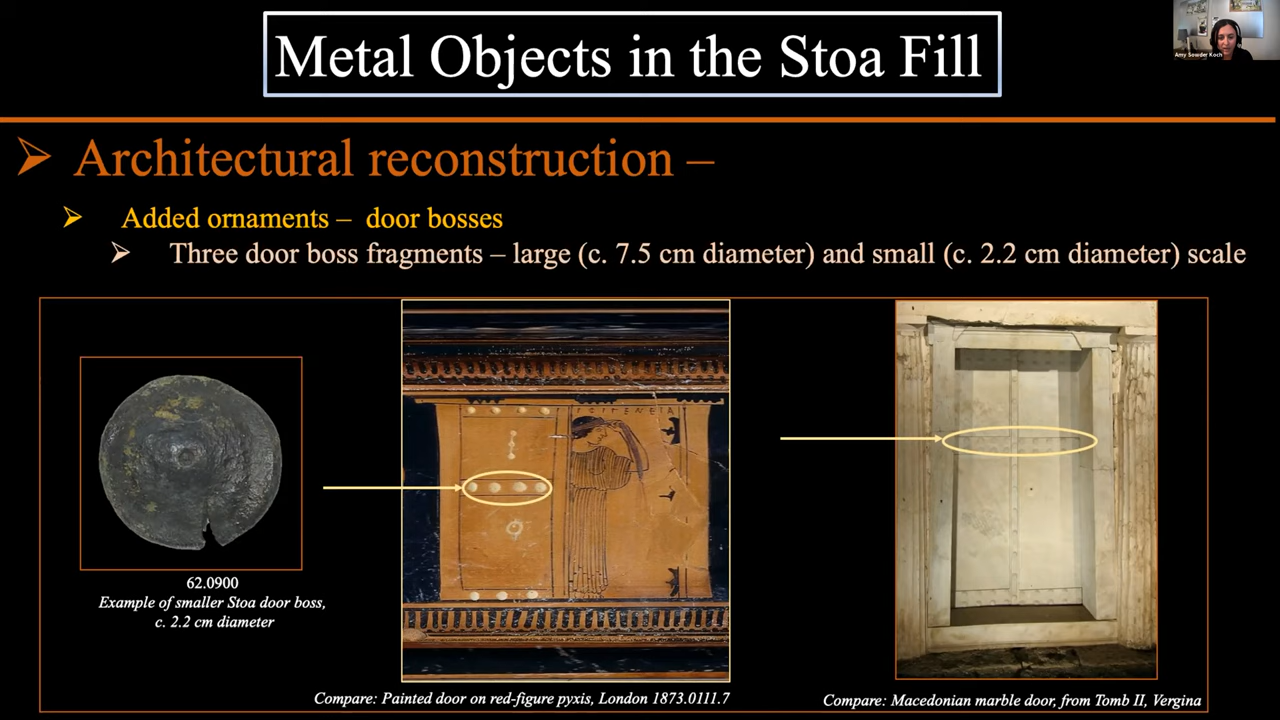 Metal Objects in the Stoa Fill
Amy Sowder Koch
Architectural reconstruction –
Added ornaments – door bosses
Three door boss fragments – large (c. 7.5 cm diameter) and small (c. 2.2 cm diameter) scale
62.0900
Example of smaller Stoa door boss,
c. 2.2 cm diameter
Compare: Painted door on red-figure pyxis, London 1873.0111.7
Compare: Macedonian marble door, from Tomb II, Vergina